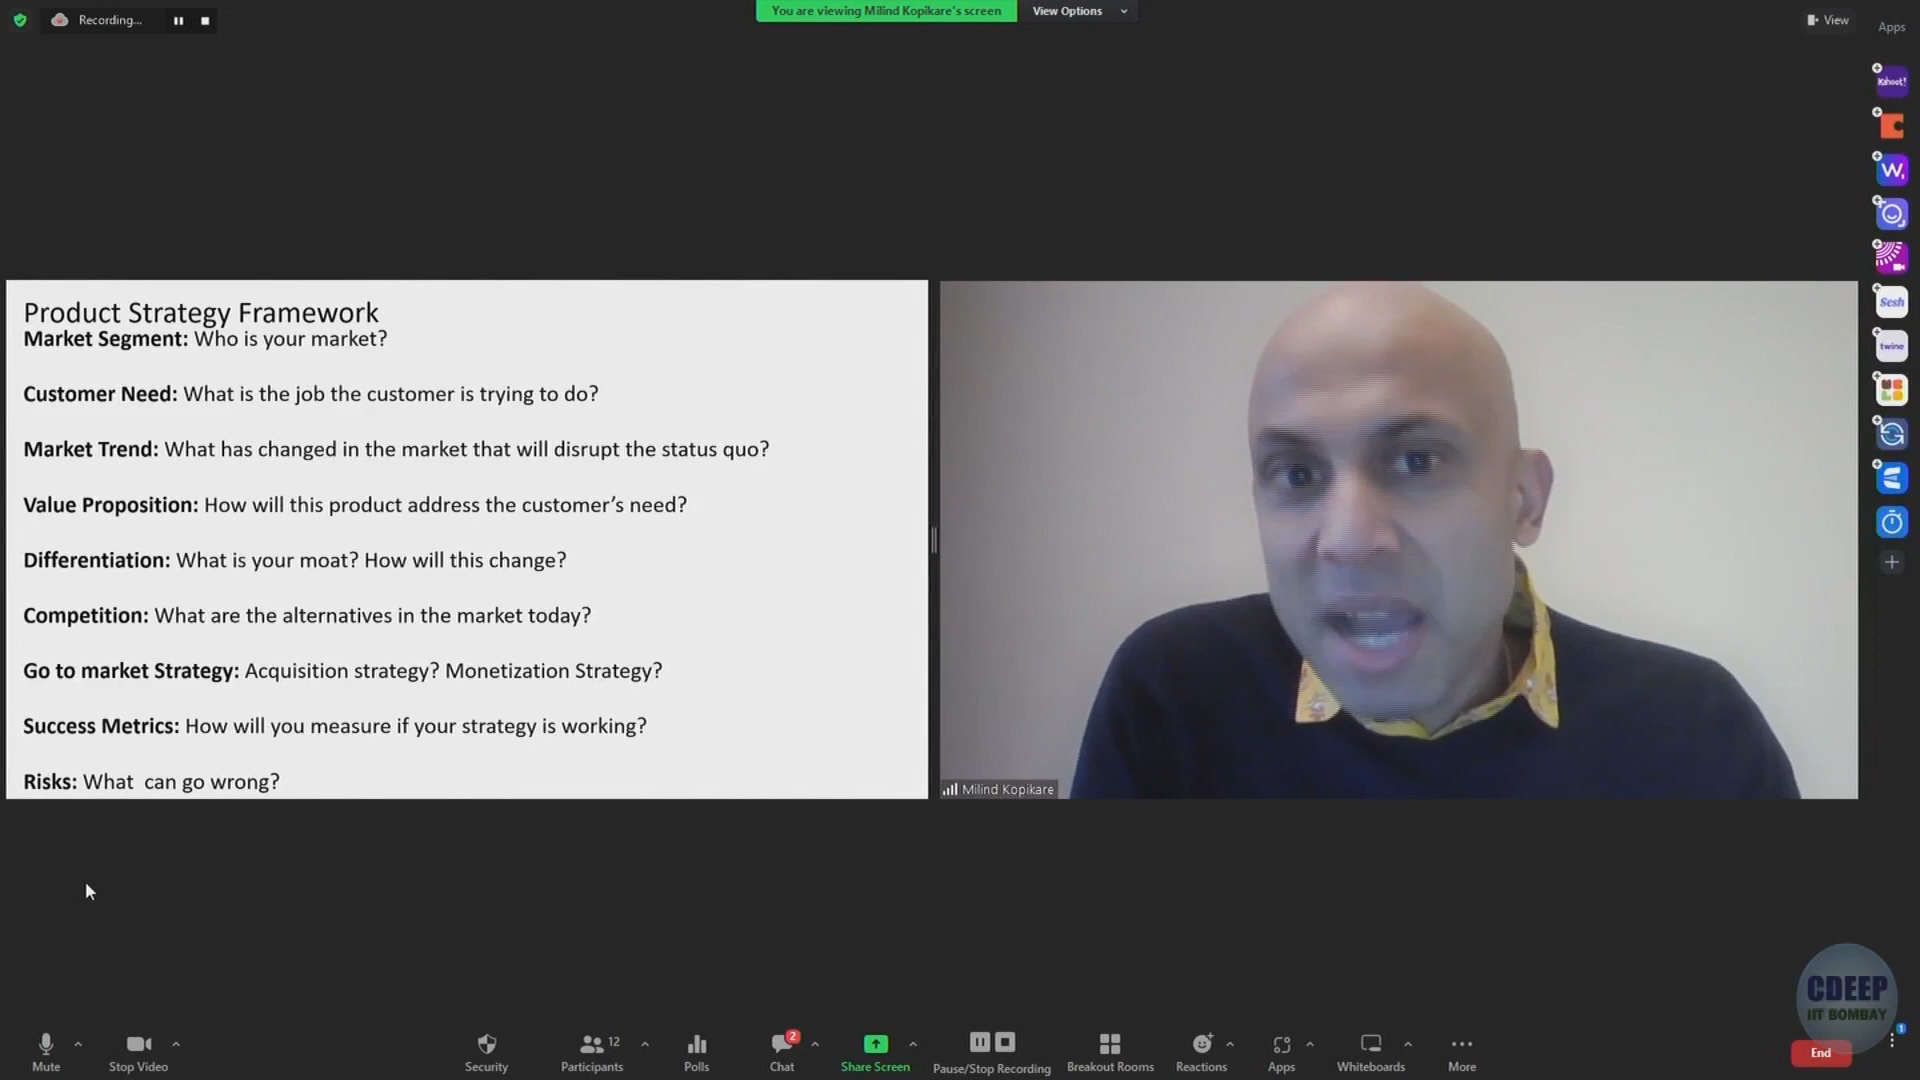 Recording...
You are viewing Milind Kopikare's screen
View Options
View
Apps
Kahoot!
W,
Sesh
twine
Product Strategy Framework
Market Segment: Who is your market?
Customer Need: What is the job the customer is trying to do?
Market Trend: What has changed in the market that will disrupt the status quo?
Value Proposition: How will this product address the customer’s need?
Differentiation: What is your moat? How will this change?
Competition: What are the alternatives in the market today?
Go to market Strategy: Acquisition strategy? Monetization Strategy?
Success Metrics: How will you measure if your strategy is working?
Risks: What  can go wrong?
Milind Kopikare
CDEEP
IIT BOMBAY
Mute
Stop Video
Security
12
Participants
Polls
2
Chat
Share Screen
Pause/Stop Recording
Breakout Rooms
Reactions
Apps
Whiteboards
More
1
End